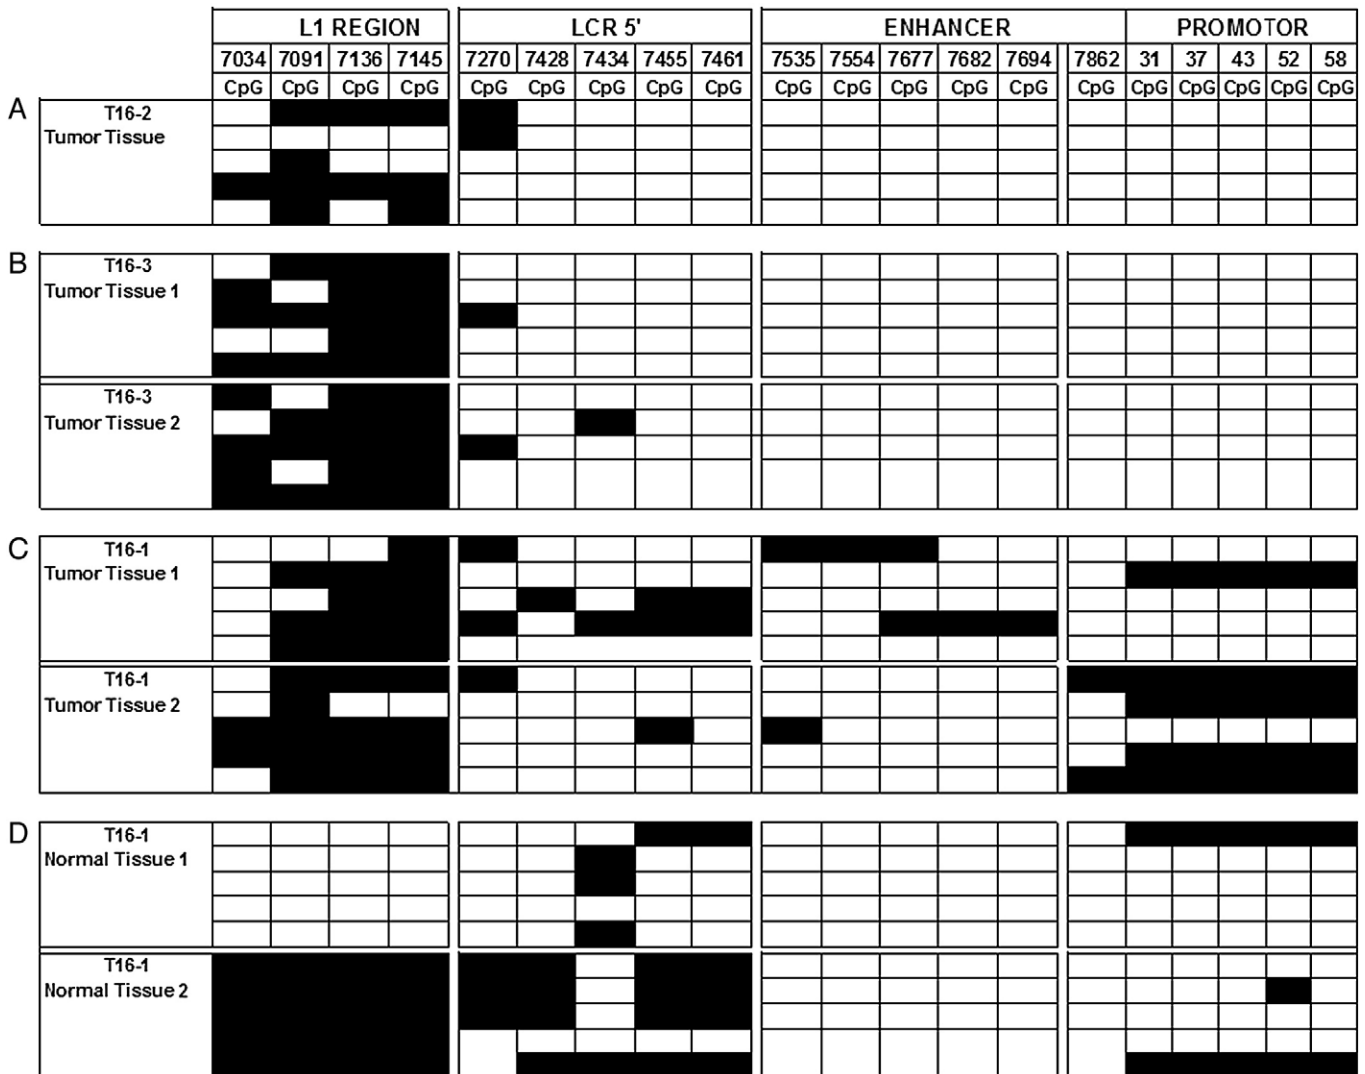 L1 REGION LCR 5' ENHANCER PROMOTOR
7034 7091 7136 7145 7270 7428 7434 7455 7461 7535 7554 7677 7682 7694 7862 31 37 43 52 58
CpG CpG CpG CpG CpG CpG CpG CpG CpG CpG CpG CpG CpG CpG CpG CpG CpG CpG CpG CpG
A T16-2
Tumor Tissue
B T16-3
Tumor Tissue 1
T16-3
Tumor Tissue 2
C T16-1
Tumor Tissue 1
T16-1
Tumor Tissue 2
D T16-1
Normal Tissue 1
T16-1
Normal Tissue 2